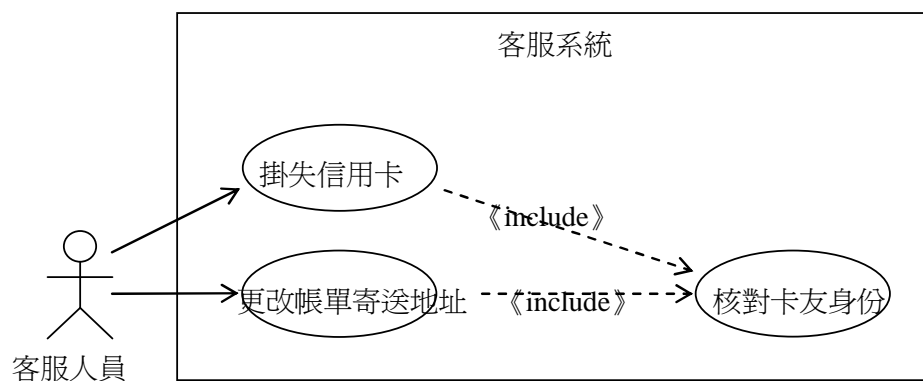 客服系統
掛失信用卡
《include》
更改帳單寄送地址
《include》
核對卡友身份
客服人員